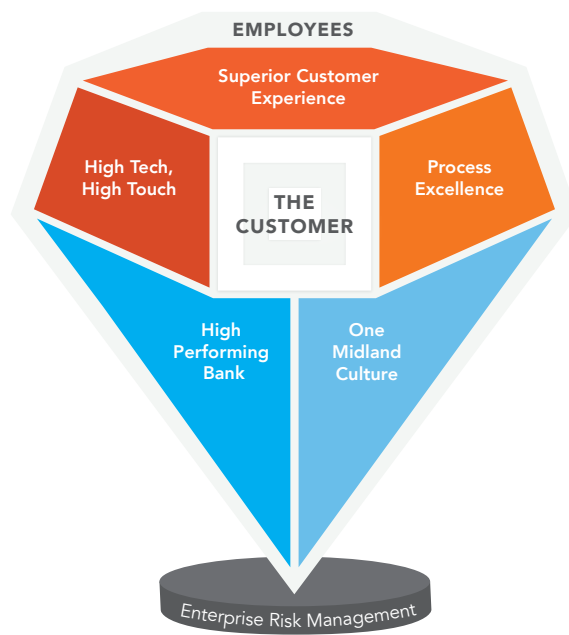 EMPLOYEES
Superior Customer
Experience
High Tech,
High Touch
THE
CUSTOMER
Process
Excellence
High
Performing
Bank
One
Midland
Culture
Enterprise Risk Management